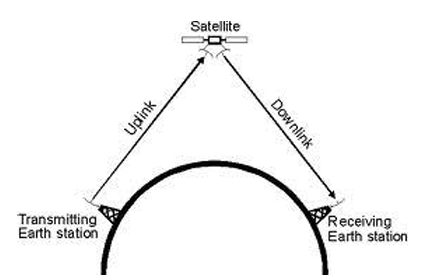 Satellite
Uplink
Downlink
Transmitting
Earth station
Receiving
Earth station